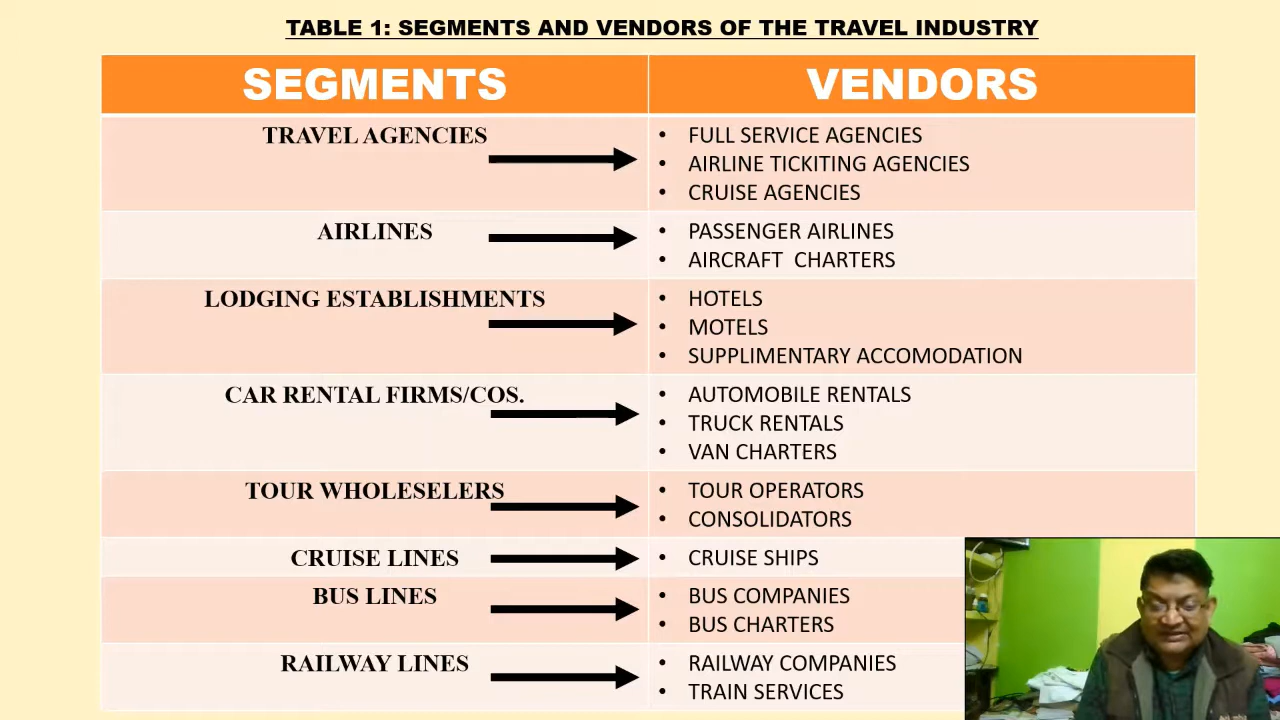 TABLE 1: SEGMENTS AND VENDORS OF THE TRAVEL INDUSTRY
SEGMENTS
VENDORS
TRAVEL AGENCIES
• FULL SERVICE AGENCIES
• AIRLINE TICKITING AGENCIES
• CRUISE AGENCIES
AIRLINES
• PASSENGER AIRLINES
• AIRCRAFT CHARTERS
LODGING ESTABLISHMENTS
• HOTELS
• MOTELS
• SUPPLIMENTARY ACCOMODATION
CAR RENTAL FIRMS/COS.
• AUTOMOBILE RENTALS
• TRUCK RENTALS
• VAN CHARTERS
TOUR WHOLESELERS
• TOUR OPERATORS
• CONSOLIDATORS
CRUISE LINES
• CRUISE SHIPS
BUS LINES
• BUS COMPANIES
• BUS CHARTERS
RAILWAY LINES
• RAILWAY COMPANIES
• TRAIN SERVICES